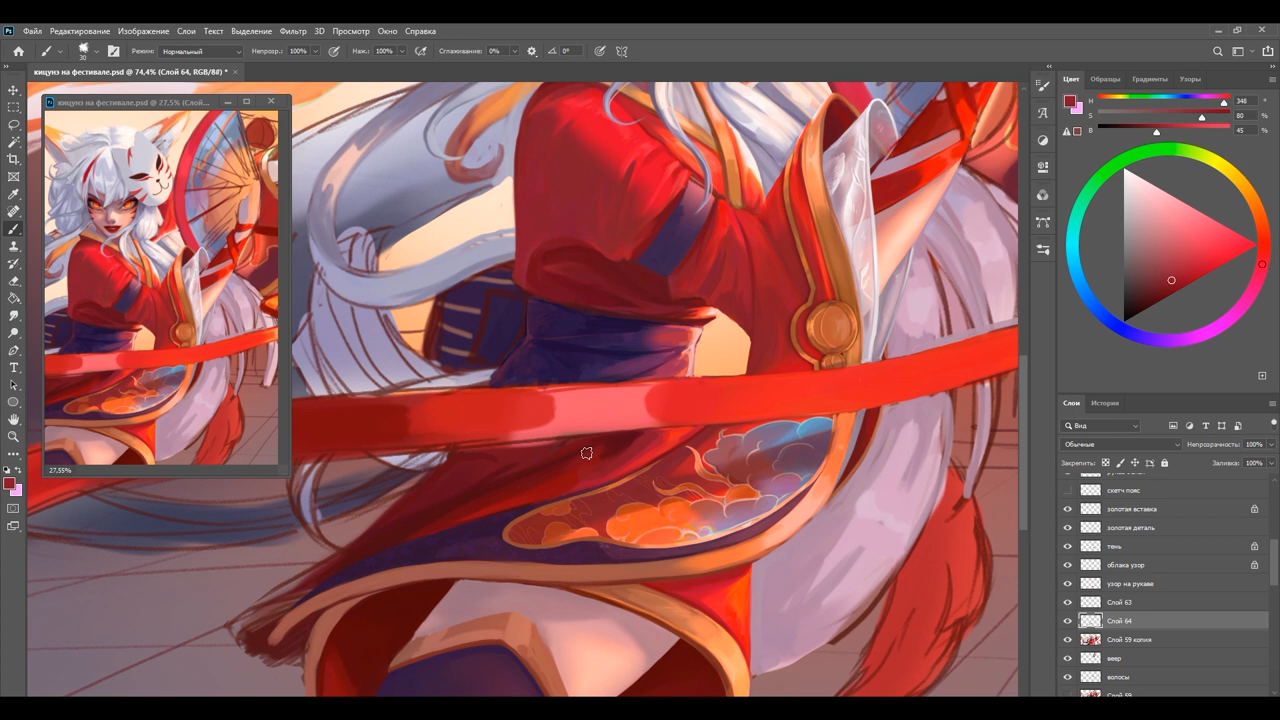 Ps Файл Редактирование Изображение Слои Текст Выделение Фильтр 3D Просмотр Окно Справка
30 Режим: Нормальный Непрозр.: 100% Наж.: 100% Сглаживание: 0% 0°
кицунэ на фестивале.psd @ 74,4% (Слой 64, RGB/8#) * ×
кицунэ на фестивале.psd @ 27,5% (Слой...
27,55%
Цвет Образцы Градиенты Узоры
H 348 °
S 80 %
B 45 %
Слои История
Вид
Обычные Непрозрачность: 100%
Закрепить: Заливка: 100%
скетч пояс
золотая вставка
золотая деталь
тень
облака узор
узор на рукаве
Слой 63
Слой 64
Слой 59 копия
веер
волосы
Слой 59